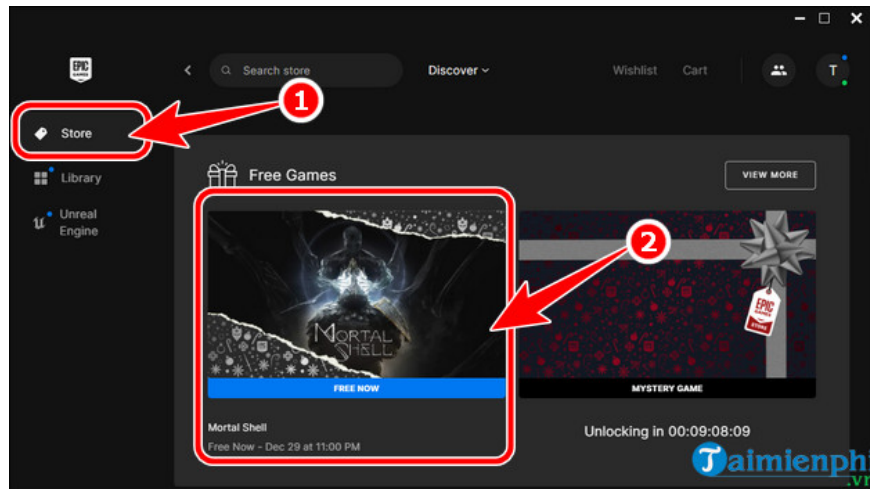 EPIC
GAMES
Search store
Discover
Wishlist
Cart
T
1
Store
Library
Unreal
Engine
Free Games
VIEW MORE
2
MORTAL
SHELL
EPIC
GAMES
STORE
FREE NOW
MYSTERY GAME
Mortal Shell
Free Now - Dec 29 at 11:00 PM
Unlocking in 00:09:08:09
Taimienphi
.vn